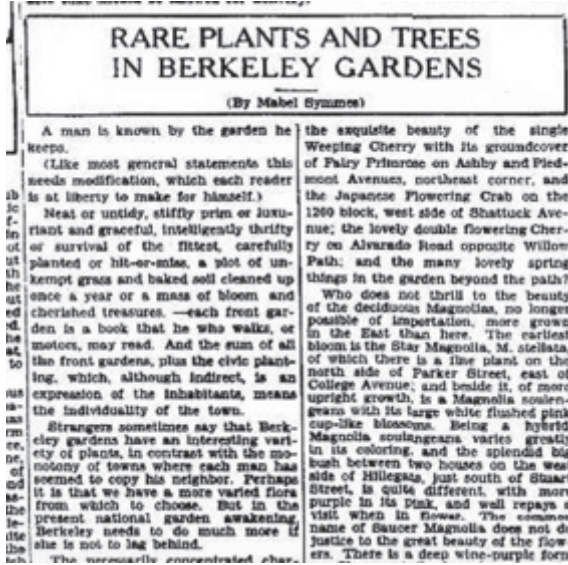 RARE PLANTS AND TREES
IN BERKELEY GARDENS
(By Mabel Symmes)
A man is known by the garden he
keeps.
(Like most general statements this
needs modification, which each reader
is at liberty to make for himself.)
Neat or untidy, stiffly prim or luxu-
riant and graceful, intelligently thrifty
or survival of the fittest, carefully
planted or hit-or-miss, a plot of un-
kempt grass and baked soil cleaned up
once a year or a mass of bloom and
cherished treasures. —each front gar-
den is a book that he who walks, or
motors, may read. And the sum of all
the front gardens, plus the civic plant-
ing, which, although indirect, is an
expression of the inhabitants, means
the individuality of the town.
Strangers sometimes say that Berk-
eley gardens have an interesting vari-
ety of plants, in contrast with the mo-
notony of towns where each man has
seemed to copy his neighbor. Perhaps
it is that we have a more varied flora
from which to choose. But in the
present national garden awakening,
Berkeley needs to do much more if
she is not to lag behind.
The necessarily concentrated char-
the exquisite beauty of the single
Weeping Cherry with its groundcover
of Fairy Primrose on Ashby and Pied-
mont Avenues, northeast corner, and
the Japanese Flowering Crab on the
1200 block, west side of Shattuck Ave-
nue; the lovely double flowering Cher-
ry on Alvarado Road opposite Willow
Path; and the many lovely spring
things in the garden beyond the path?
Who does not thrill to the beauty
of the deciduous Magnolias, no longer
possible of importation, more grown
in the East than here. The earliest
bloom is the Star Magnolia, M. stellata,
of which there is a fine plant on the
north side of Parker Street, east of
College Avenue; and beside it, of more
upright growth, is a Magnolia soulen-
geana with its large white flushed pink
cup-like blossoms. Being a hybrid
Magnolia soulangeana varies greatly
in its coloring, and the splendid big
bush between two houses on the west
side of Hillegass, just south of Stuart
Street, is quite different, with more
purple in its pink, and well repays a
visit when in flower. The common
name of Saucer Magnolia does not do
justice to the great beauty of the flow-
ers. There is a deep wine-purple form